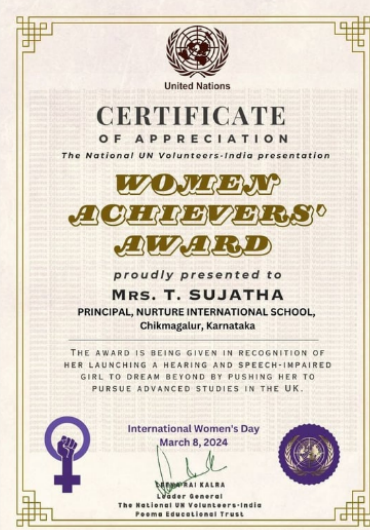 United Nations
CERTIFICATE
OF APPRECIATION
The National UN Volunteers-India presentation
WOMEN
ACHIEVERS'
AWARD
proudly presented to
MRS. T. SUJATHA
PRINCIPAL, NURTURE INTERNATIONAL SCHOOL,
Chikmagalur, Karnataka
THE AWARD IS BEING GIVEN IN RECOGNITION OF
HER LAUNCHING A HEARING AND SPEECH-IMPAIRED
GIRL TO DREAM BEYOND BY PUSHING HER TO
PURSUE ADVANCED STUDIES IN THE UK.
International Women's Day
March 8, 2024
RAI KALRA
Leader General
The National UN Volunteers-India
Pooma Educational Trust